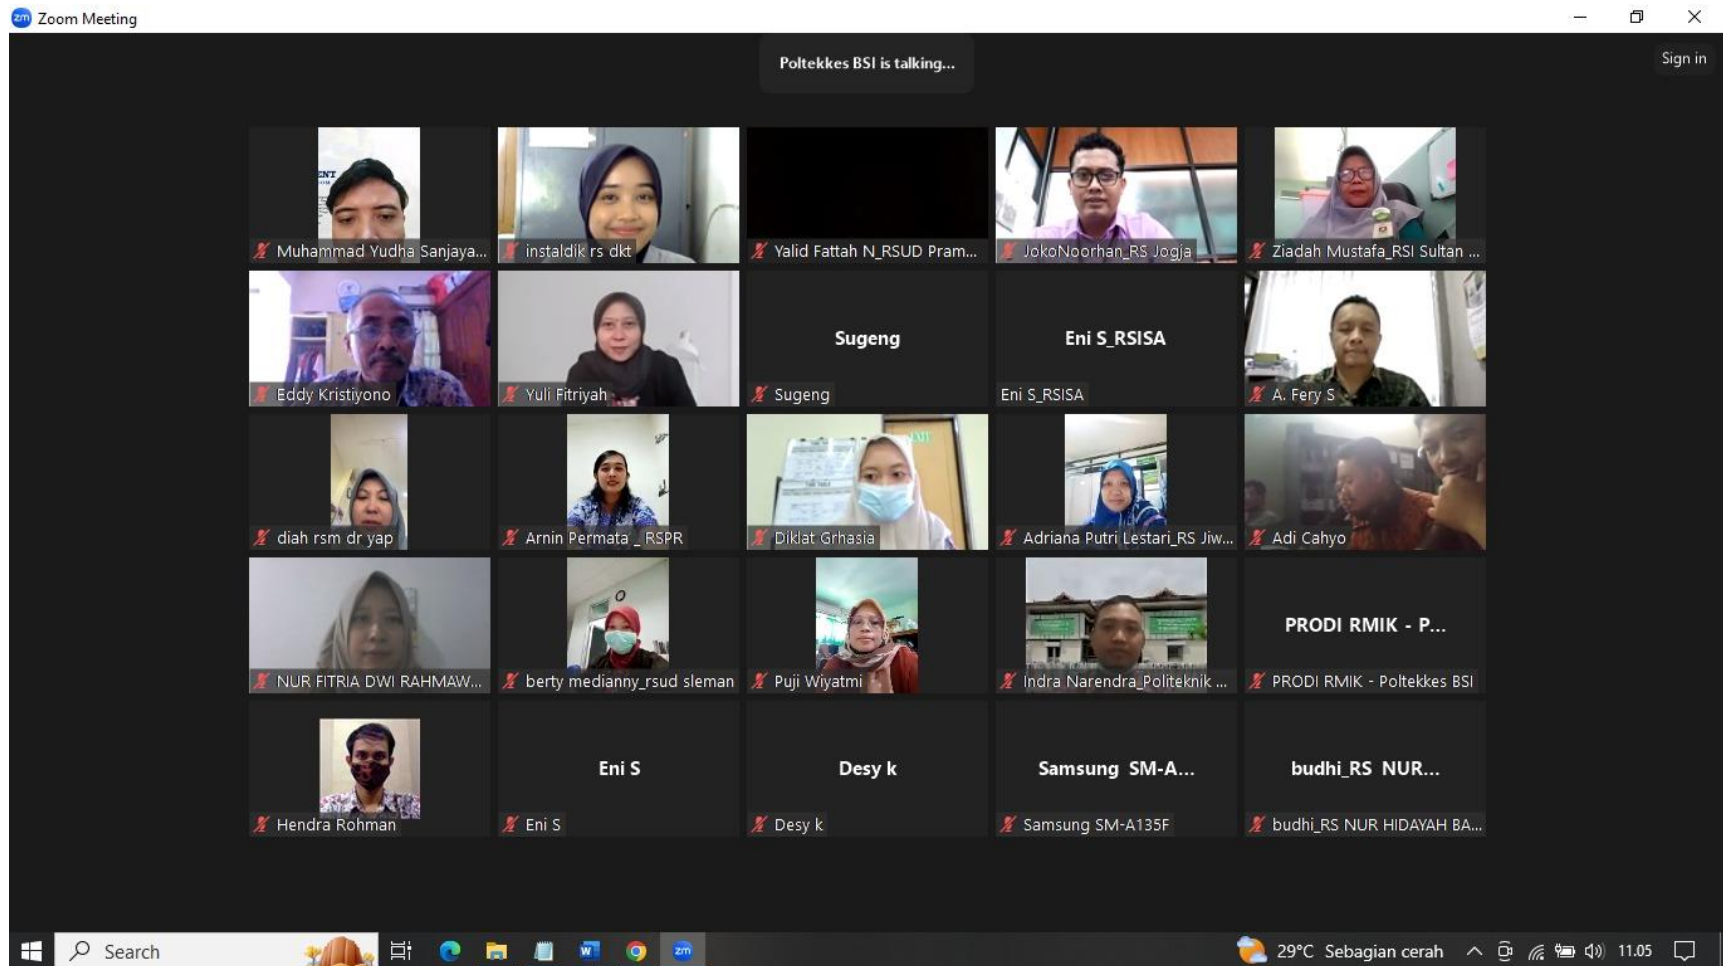 zm Zoom Meeting
Poltekkes BSI is talking...
Sign in
Muhammad Yudha Sanjaya...
instaldik rs dkt
Yalid Fattah N_RSUD Pram...
JokoNoorhan_RS Jogja
Ziadah Mustafa_RSI Sultan ...
Eddy Kristiyono
Yuli Fitriyah
Sugeng
Sugeng
Eni S_RSISA
Eni S_RSISA
A. Fery S
diah rsm dr yap
Arnin Permata _ RSPR
TIME TABLE
Diklat Grhasia
Adriana Putri Lestari_RS Jiw...
Adi Cahyo
NUR FITRIA DWI RAHMAW...
berty medianny_rsud sleman
Puji Wiyatmi
Indra Narendra_Politeknik ...
PRODI RMIK - P...
PRODI RMIK - Poltekkes BSI
Hendra Rohman
Eni S
Eni S
Desy k
Desy k
Samsung SM-A...
Samsung SM-A135F
budhi_RS NUR...
budhi_RS NUR HIDAYAH BA...
Search
zm
29°C Sebagian cerah
11.05